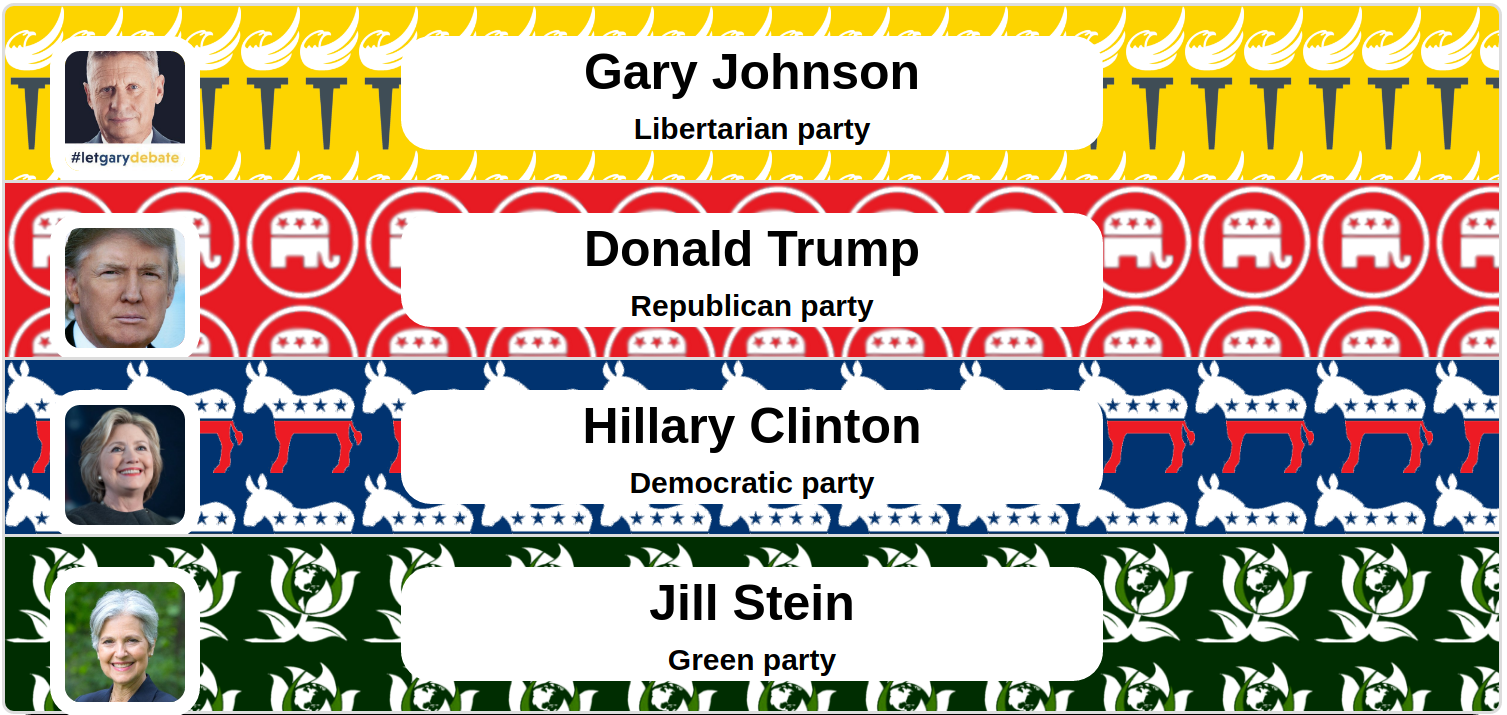 Gary Johnson
Libertarian party
#letgarydebate
Donald Trump
Republican party
Hillary Clinton
Democratic party
Jill Stein
Green party